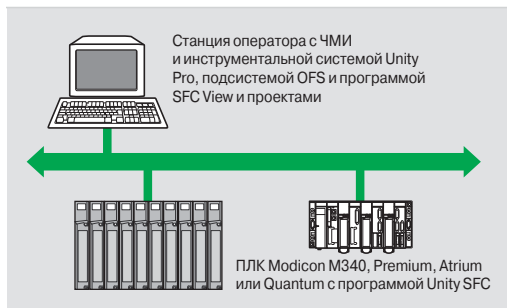 Станция оператора с ЧМИ
и инструментальной системой Unity
Pro, подсистемой OFS и программой
SFC View и проектами
ПЛК Modicon M340, Premium, Atrium
или Quantum с программой Unity SFC